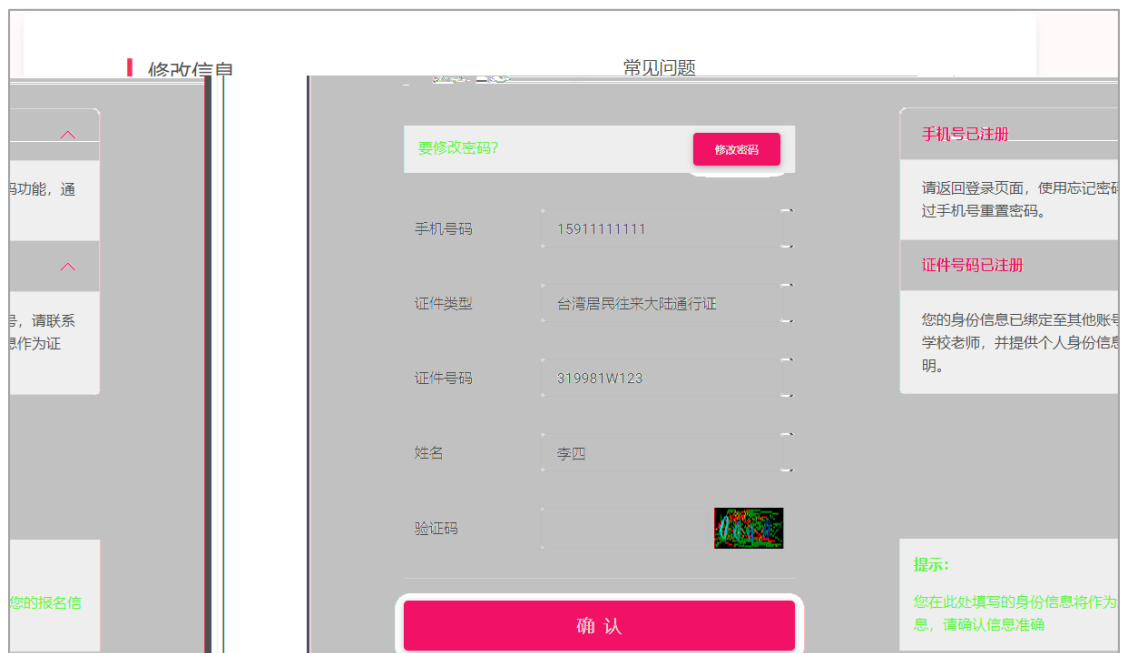 修改信息
常见问题
要修改密码?
修改密码
手机号码
15911111111
证件类型
台湾居民往来大陆通行证
证件号码
319981W123
姓名
李四
验证码
确 认
手机号已注册
请返回登录页面，使用忘记密码
过手机号重置密码。
证件号码已注册
您的身份信息已绑定至其他账号
学校老师，并提供个人身份信息
明。
提示：
您在此处填写的身份信息将作为
息，请确认信息准确
码功能，通
号，请联系
息作为证
您的报名信